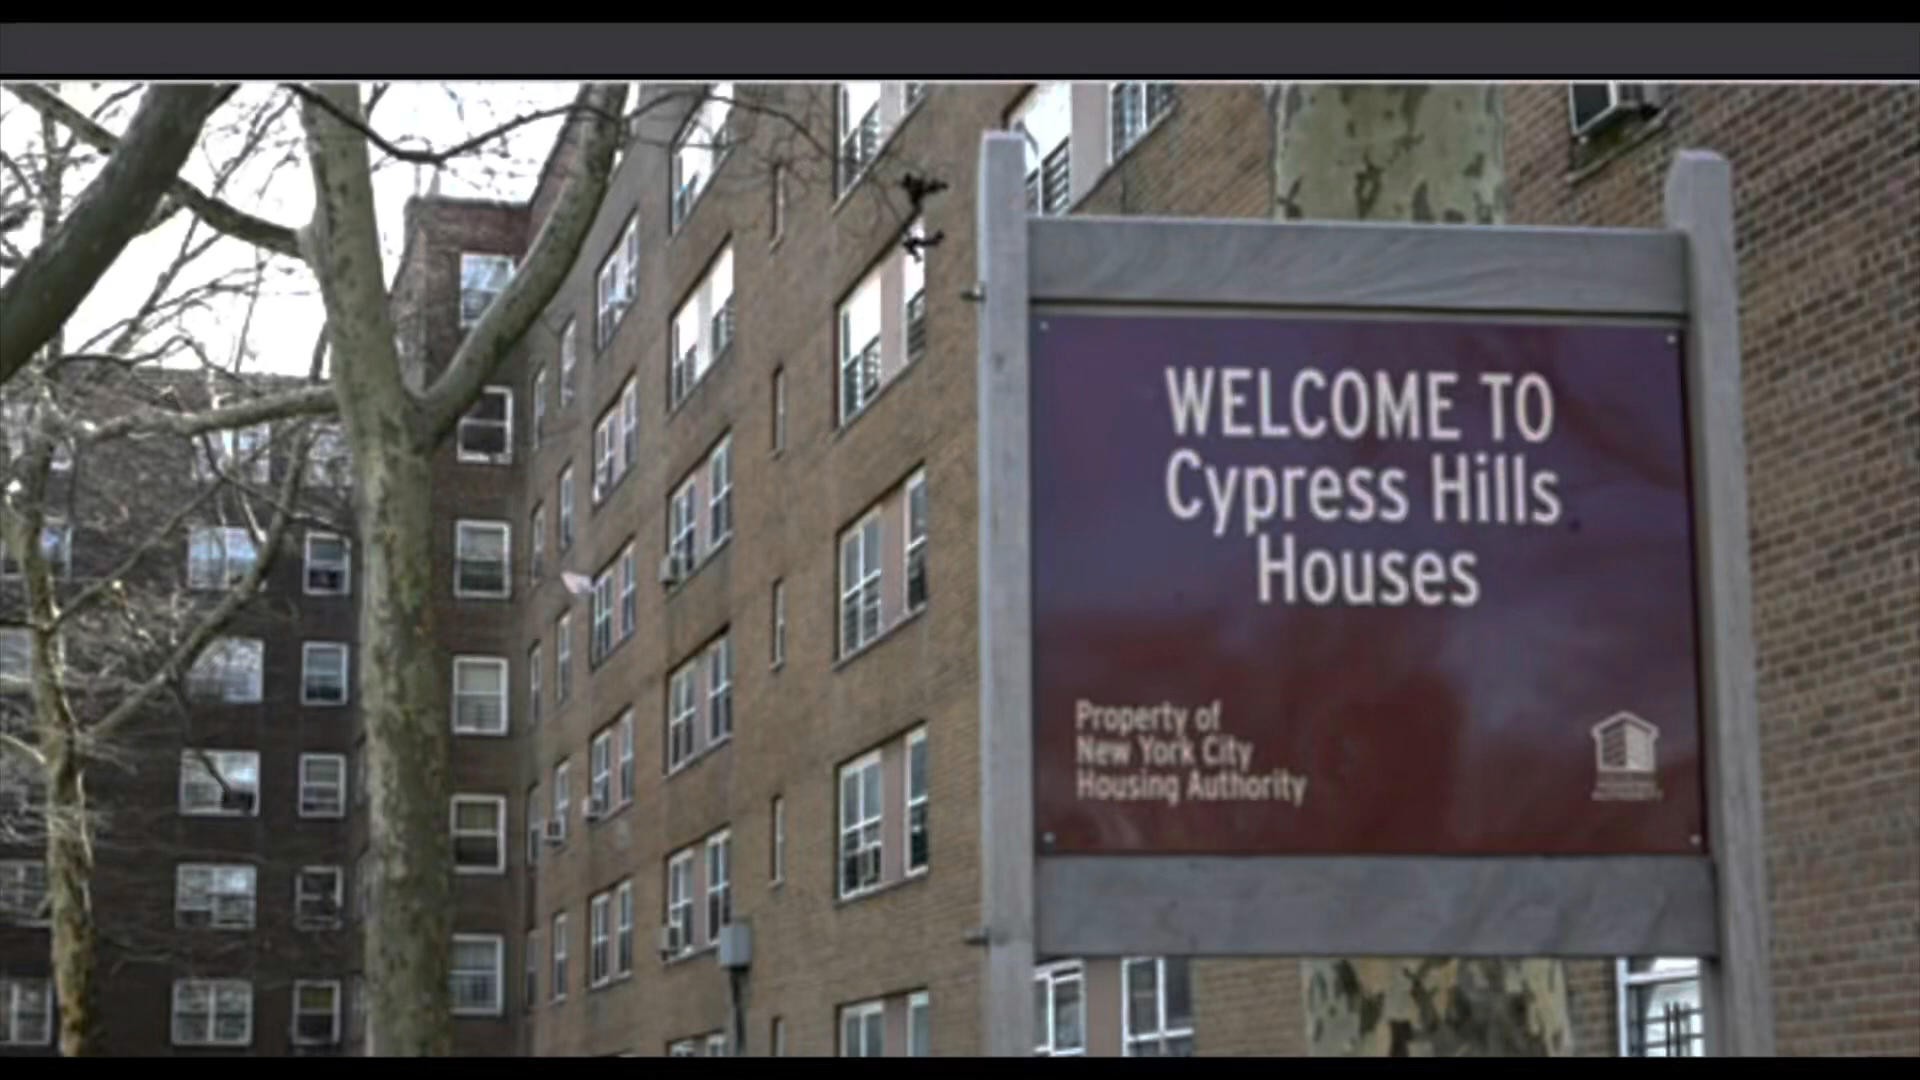 WELCOME TO
Cypress Hills
Houses
Property of
New York City
Housing Authority